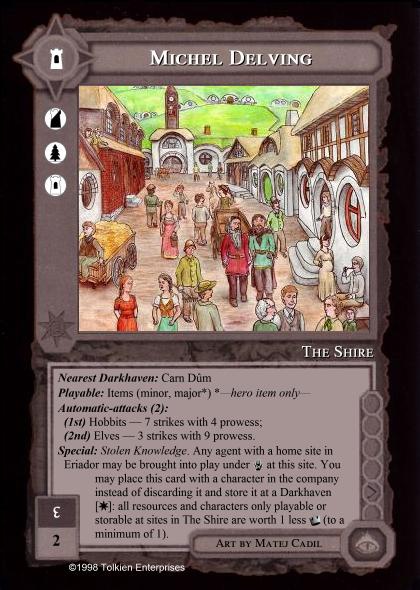 MICHEL DELVING
THE SHIRE
Nearest Darkhaven: Carn Dûm
Playable: Items (minor, major*) *—hero item only—
Automatic-attacks (2):
(1st) Hobbits — 7 strikes with 4 prowess;
(2nd) Elves — 3 strikes with 9 prowess.
Special: Stolen Knowledge. Any agent with a home site in
Eriador may be brought into play under at this site. You
may place this card with a character in the company
instead of discarding it and store it at a Darkhaven
[✷]: all resources and characters only playable or
storable at sites in The Shire are worth 1 less (to a
minimum of 1).
ε
2
ART BY MATEJ CADIL
©1998 Tolkien Enterprises